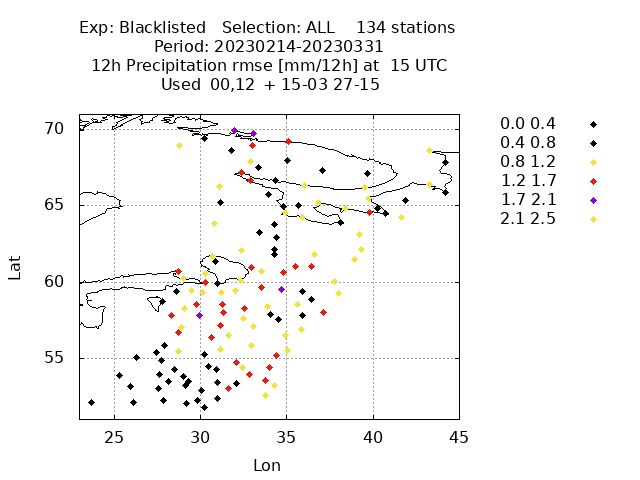 Exp: Blacklisted   Selection: ALL    134 stations
Period: 20230214-20230331
12h Precipitation rmse [mm/12h] at  15 UTC
Used  00,12  + 15-03 27-15
0.0 0.4
0.4 0.8
0.8 1.2
1.2 1.7
1.7 2.1
2.1 2.5
70
65
60
55
Lat
25 30 35 40 45
Lon